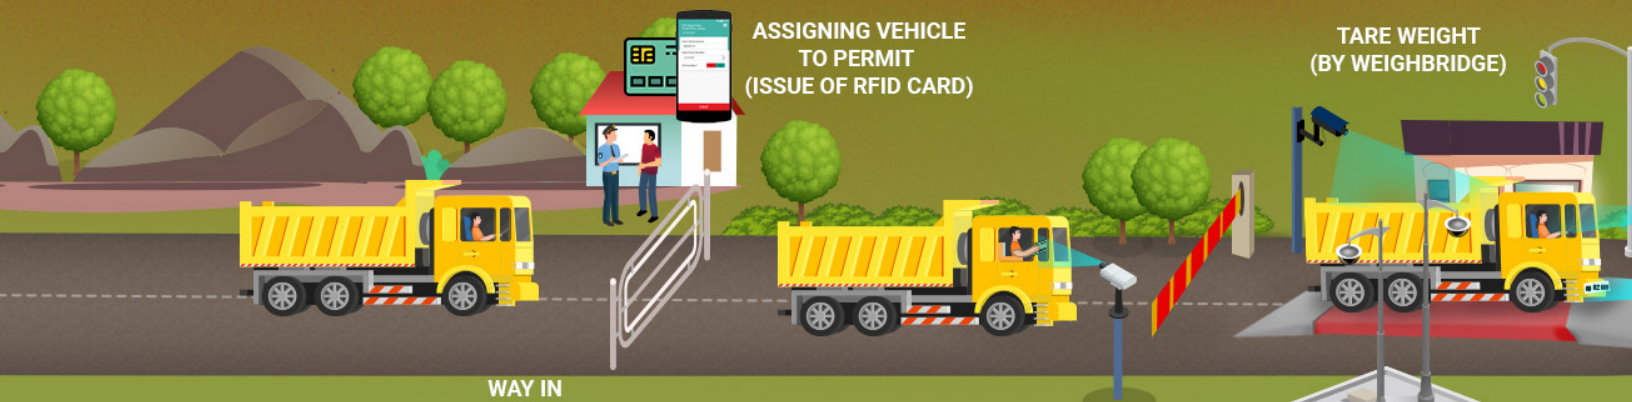 ASSIGNING VEHICLE
TO PERMIT
(ISSUE OF RFID CARD)
TARE WEIGHT
(BY WEIGHBRIDGE)
WAY IN